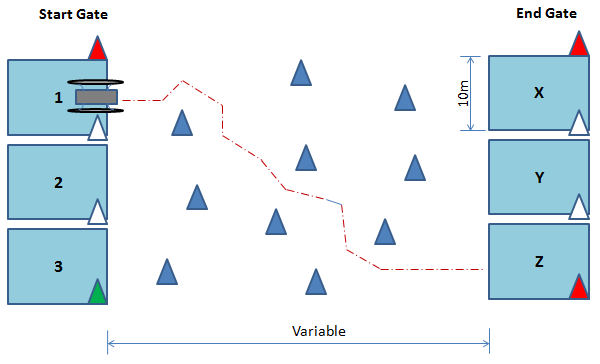 Start Gate
End Gate
1
X
10m
2
Y
3
Z
Variable